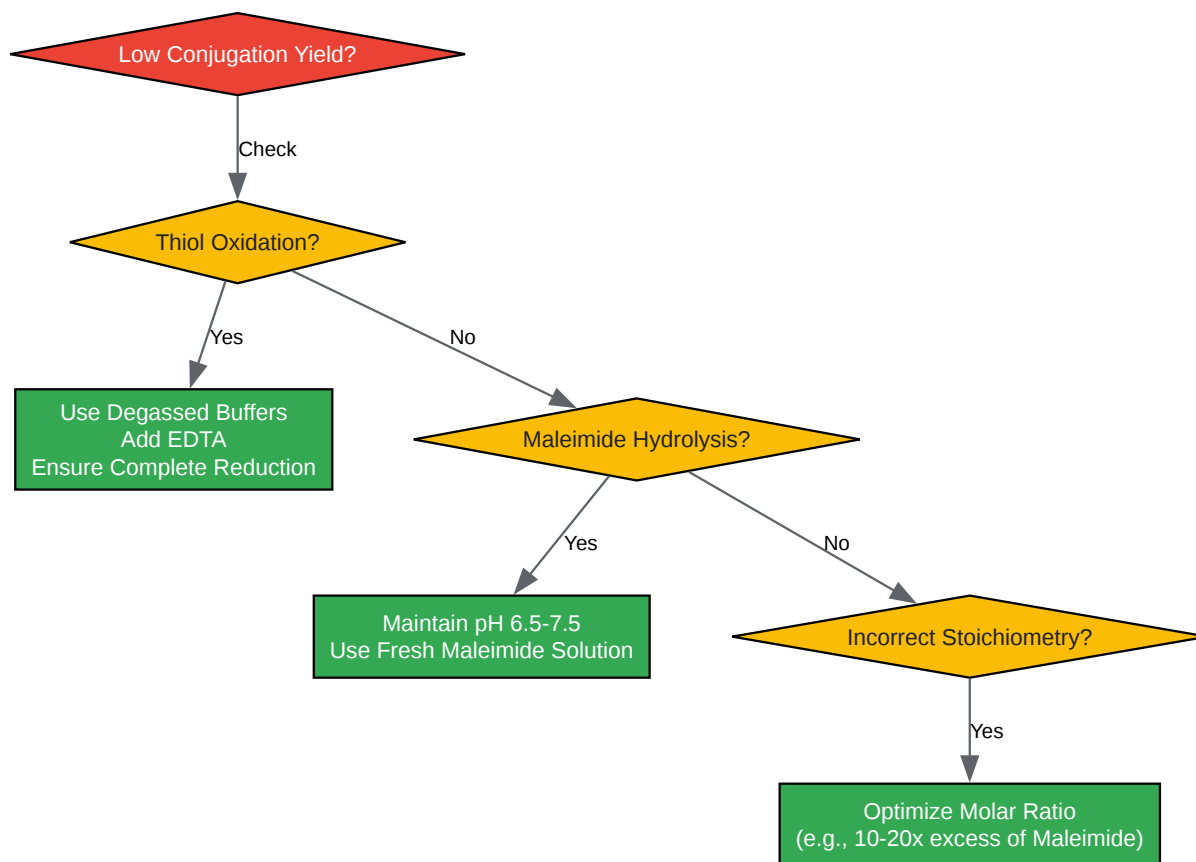 Low Conjugation Yield?
Check
Thiol Oxidation?
Yes
No
Use Degassed Buffers
Add EDTA
Ensure Complete Reduction
Maleimide Hydrolysis?
Yes
No
Maintain pH 6.5-7.5
Use Fresh Maleimide Solution
Incorrect Stoichiometry?
Yes
Optimize Molar Ratio
(e.g., 10-20x excess of Maleimide)